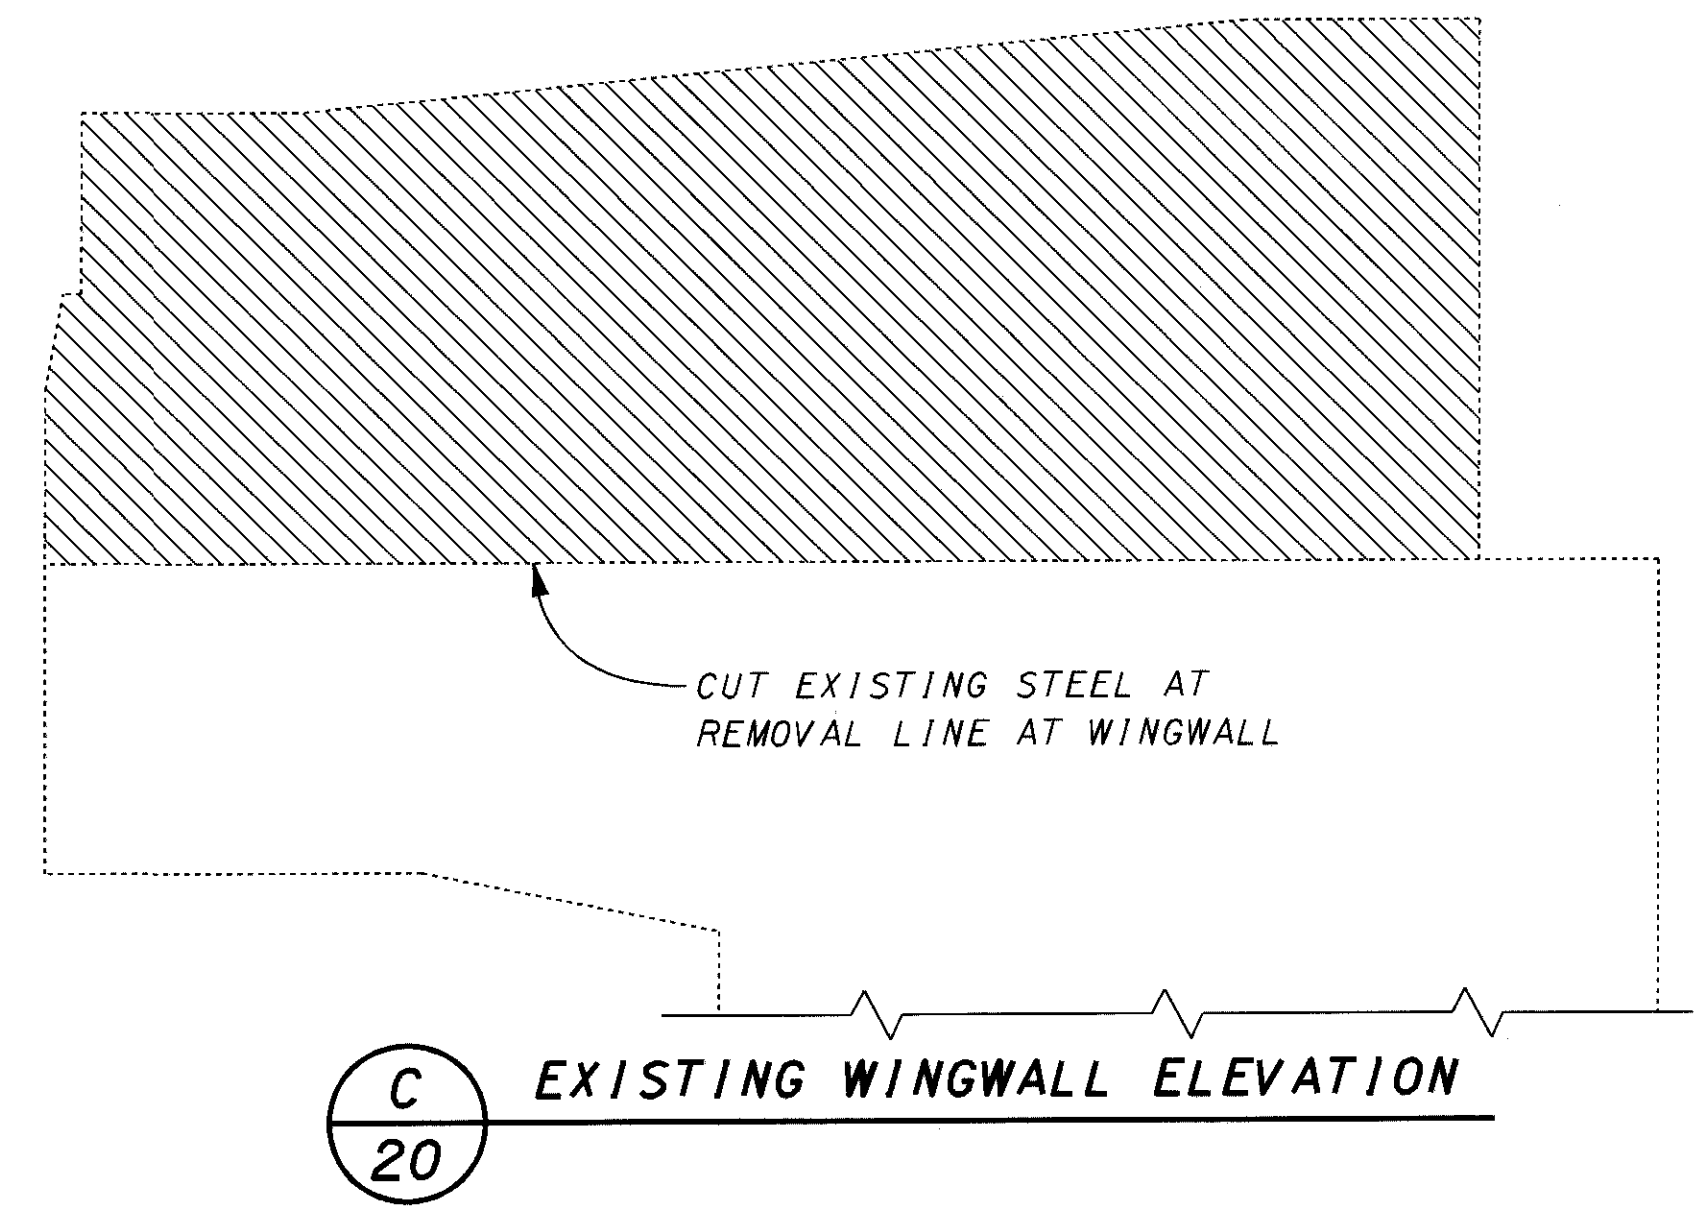 CUT EXISTING STEEL AT
REMOVAL LINE AT WINGWALL
C
20
EXISTING WINGWALL ELEVATION